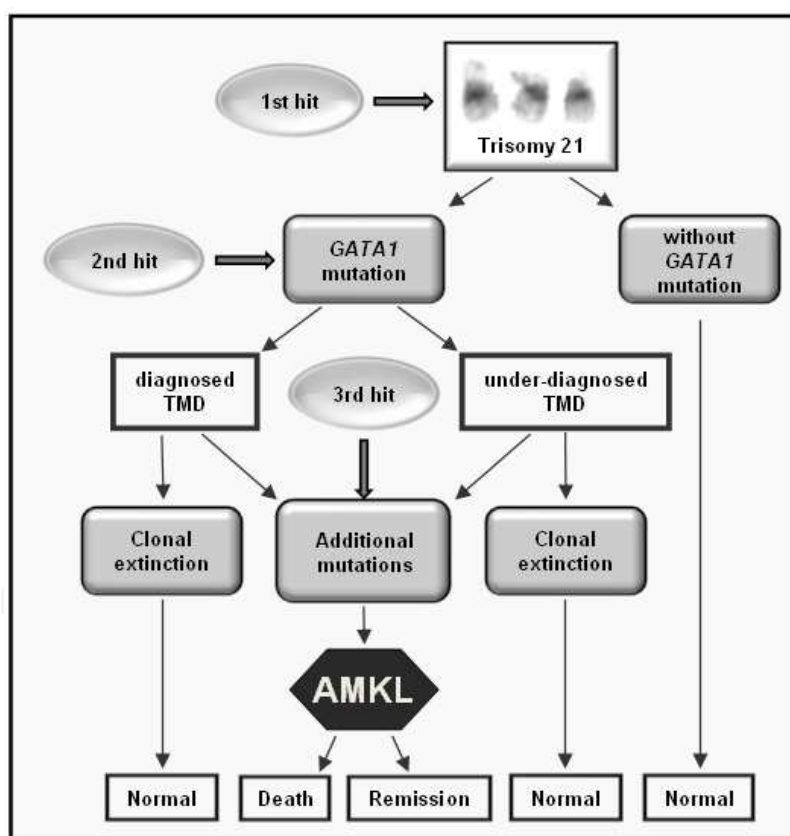 1st hit
Trisomy 21
2nd hit
GATA1
mutation
without
GATA1
mutation
diagnosed
TMD
3rd hit
under-diagnosed
TMD
Clonal
extinction
Additional
mutations
Clonal
extinction
AMKL
Normal
Death
Remission
Normal
Normal